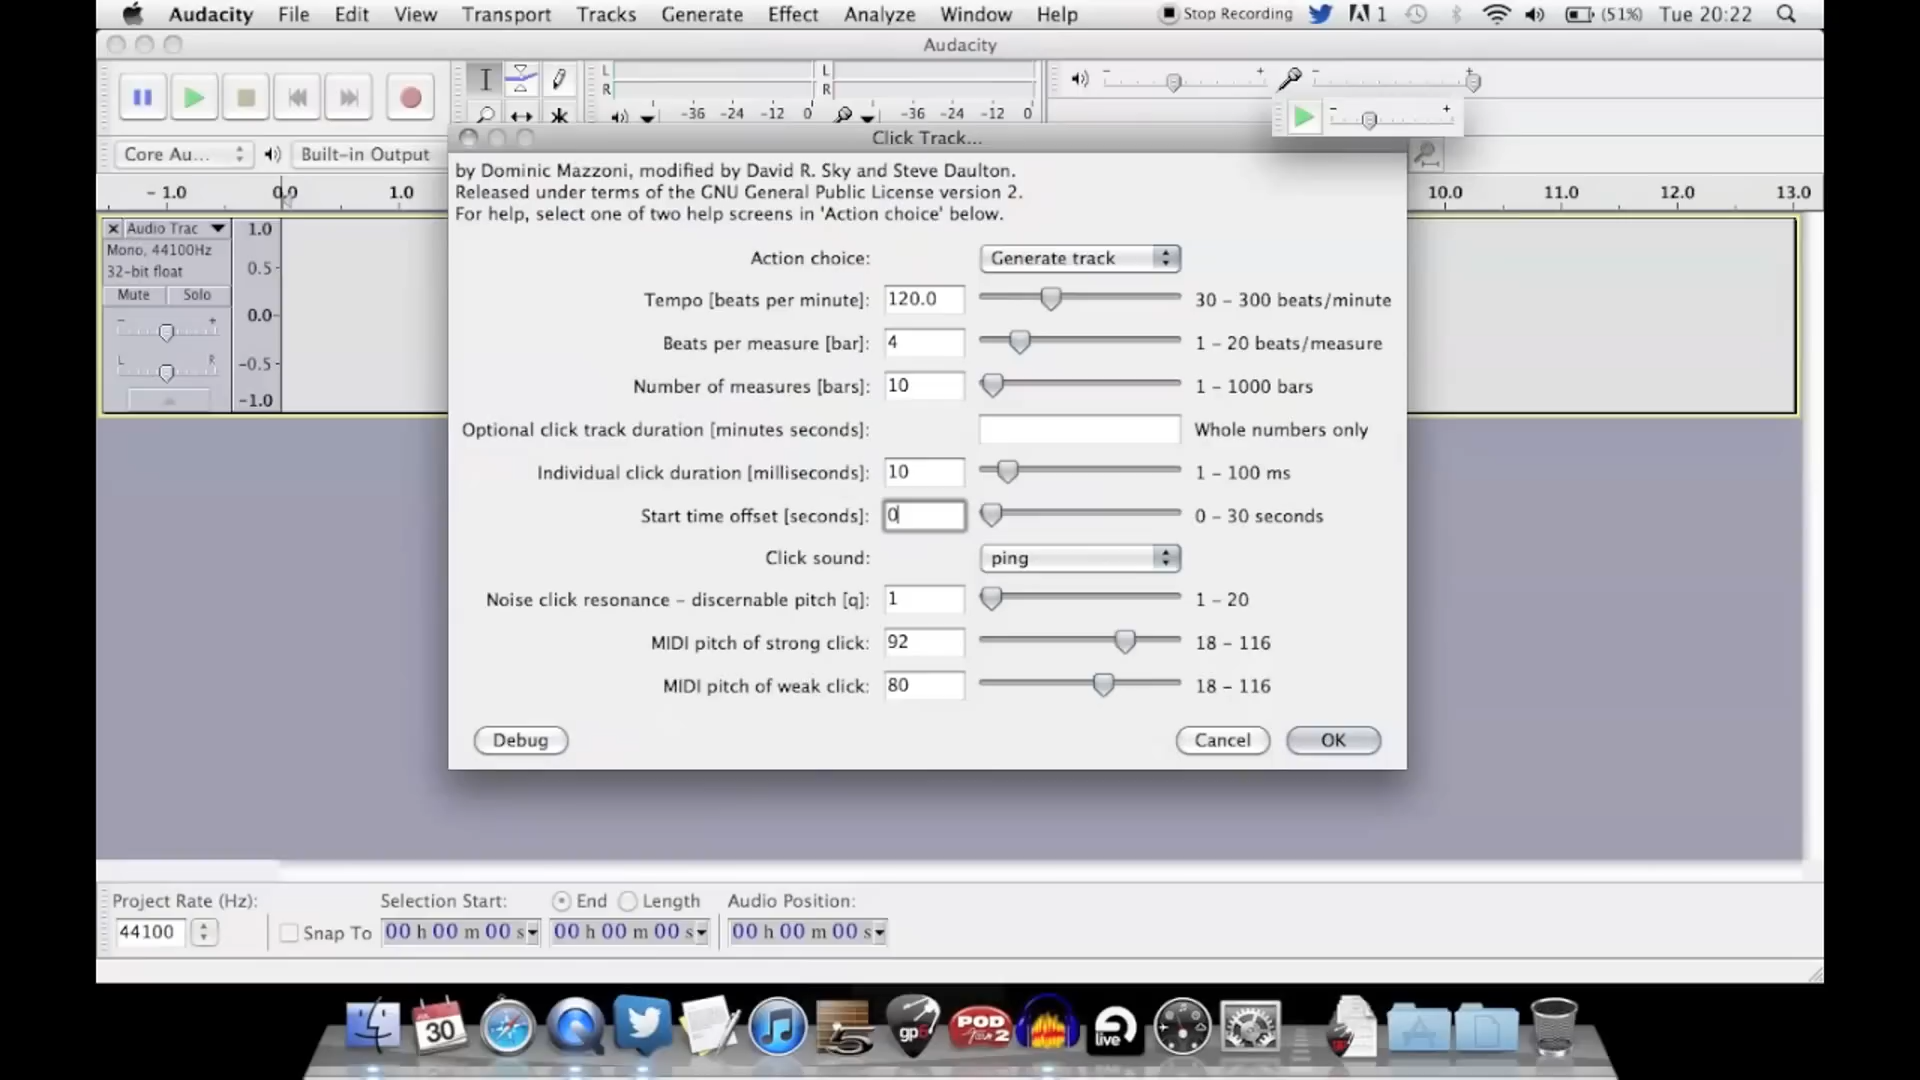 Audacity File Edit View Transport Tracks Generate Effect Analyze Window Help Stop Recording 1 (51%) Tue 20:22
Audacity
L R L R
-36 -24 -12 0 -36 -24 -12 0
Click Track...
Core Au... Built-in Output
- 1.0 0.0 1.0 10.0 11.0 12.0 13.0
Audio Trac
Mono, 44100Hz
32-bit float
Mute Solo
- +
L R
1.0
0.5
0.0
-0.5
-1.0
by Dominic Mazzoni, modified by David R. Sky and Steve Daulton.
Released under terms of the GNU General Public License version 2.
For help, select one of two help screens in 'Action choice' below.
Action choice: Generate track
Tempo [beats per minute]: 120.0 30 - 300 beats/minute
Beats per measure [bar]: 4 1 - 20 beats/measure
Number of measures [bars]: 10 1 - 1000 bars
Optional click track duration [minutes seconds]: Whole numbers only
Individual click duration [milliseconds]: 10 1 - 100 ms
Start time offset [seconds]: 0 0 - 30 seconds
Click sound: ping
Noise click resonance - discernable pitch [q]: 1 1 - 20
MIDI pitch of strong click: 92 18 - 116
MIDI pitch of weak click: 80 18 - 116
Debug Cancel OK
Project Rate (Hz): Selection Start: End Length Audio Position:
44100 Snap To 00 h 00 m 00 s 00 h 00 m 00 s 00 h 00 m 00 s
30 5 gp6 POD Farm 2 live